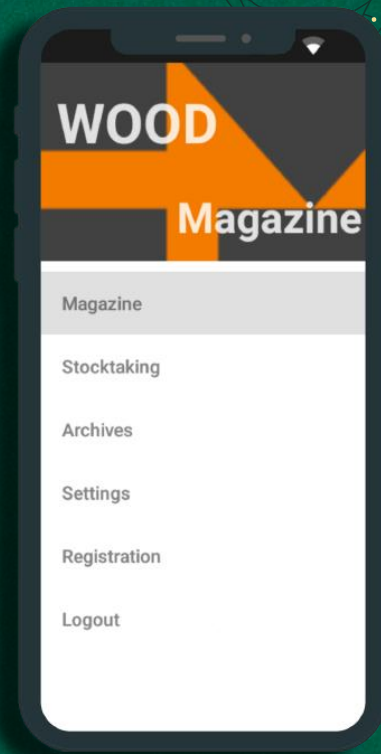 WOOD
Magazine
Magazine
Stocktaking
Archives
Settings
Registration
Logout